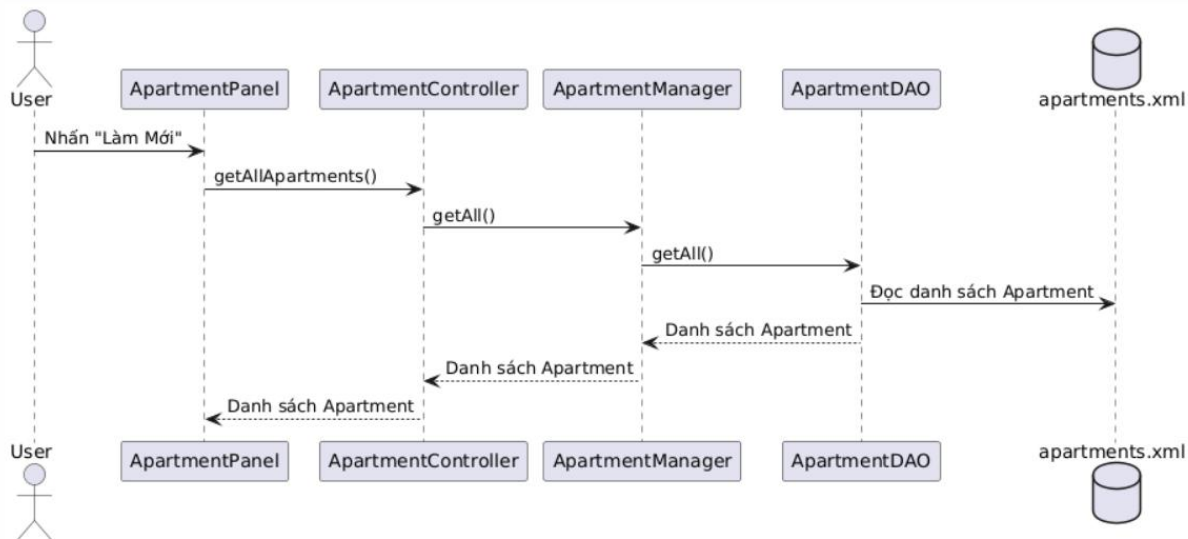 User
ApartmentPanel
ApartmentController
ApartmentManager
ApartmentDAO
apartments.xml
Nhấn "Làm Mới"
getAllApartments()
getAll()
getAll()
Đọc danh sách Apartment
Danh sách Apartment
Danh sách Apartment
Danh sách Apartment
User
ApartmentPanel
ApartmentController
ApartmentManager
ApartmentDAO
apartments.xml